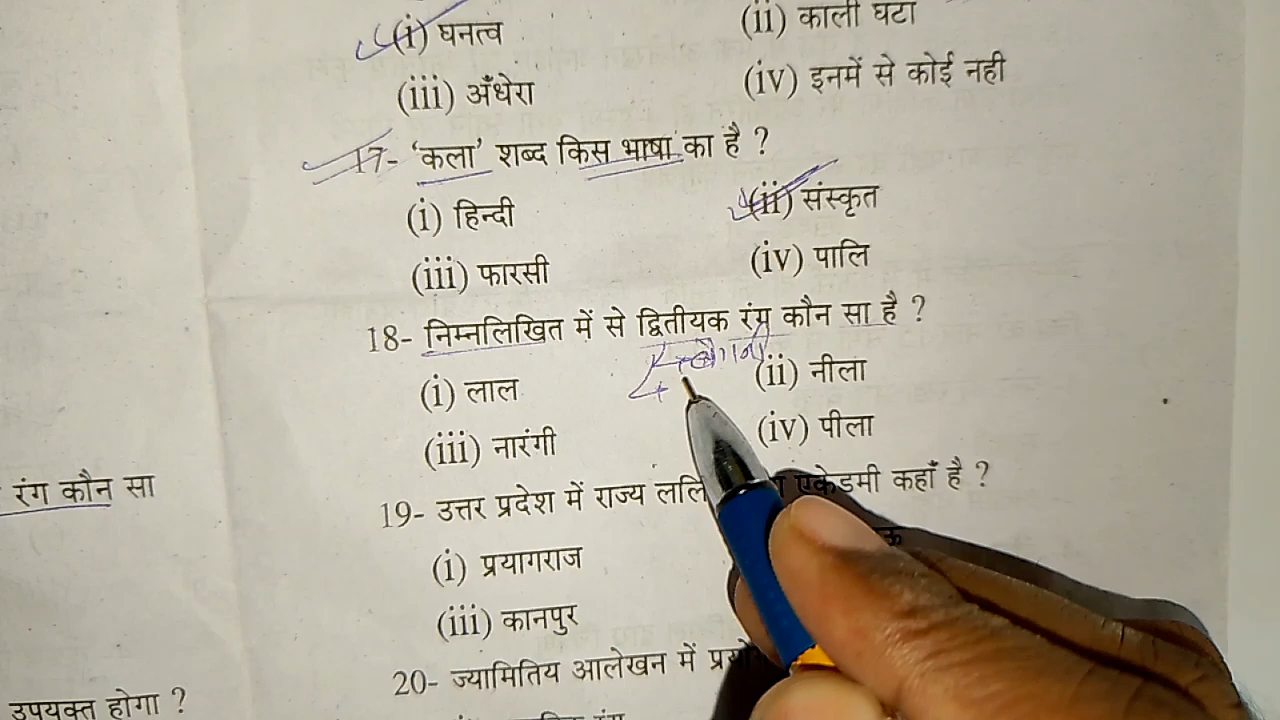 (i) घनत्व (ii) काली घटा
(iii) अँधेरा (iv) इनमें से कोई नही
17- 'कला' शब्द किस भाषा का है ?
(i) हिन्दी (ii) संस्कृत
(iii) फारसी (iv) पालि
18- निम्नलिखित में से द्वितीयक रंग कौन सा है ?
बैगनी
(i) लाल (ii) नीला
(iii) नारंगी (iv) पीला
रंग कौन सा
19- उत्तर प्रदेश में राज्य एकेडमी कहाँ है ?
(i) प्रयागराज
(iii) कानपुर
20- ज्यामितिय आलेखन में
उपयक्त होगा ?